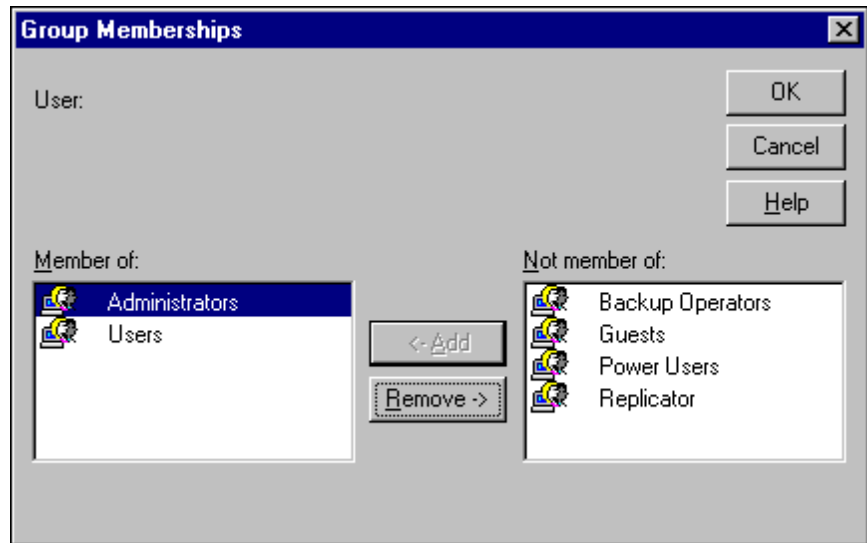 Group Memberships
User:
OK
Cancel
Help
Member of:
Administrators
Users
<- Add
Remove ->
Not member of:
Backup Operators
Guests
Power Users
Replicator